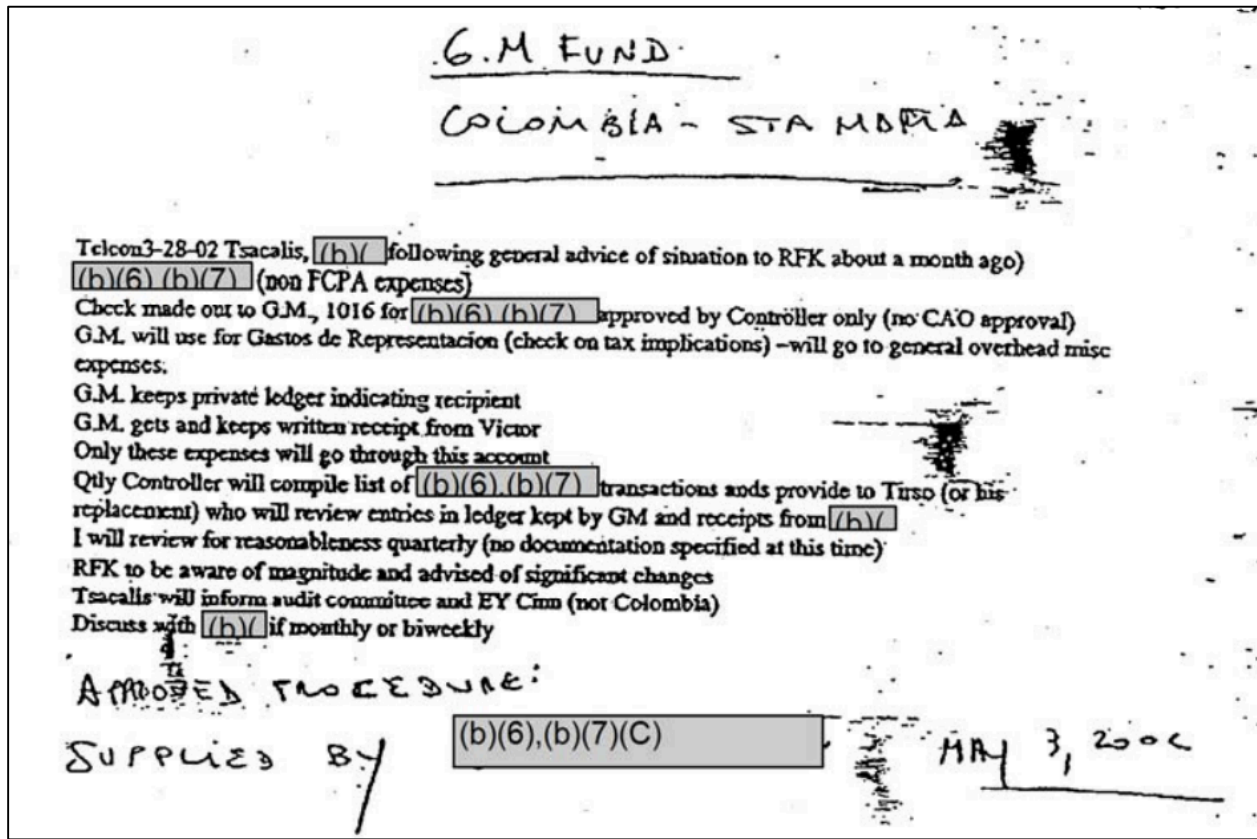 G.M FUND.
COLOMBIA - STA MARTA
Telcon3-28-02 Tsacalis, (b)( following general advice of situation to RFK about a month ago)
(b)(6) (b)(7) (non FCPA expenses)
Check made out to G.M., 1016 for (b)(6) (b)(7) approved by Controller only (no CAO approval)
G.M. will use for Gastos de Representacion (check on tax implications) –will go to general overhead misc
expenses.
G.M. keeps private ledger indicating recipient
G.M. gets and keeps written receipt from Victor
Only these expenses will go through this account
Qtly Controller will compile list of (b)(6),(b)(7) transactions ands provide to Tirso (or his
replacement) who will review entries in ledger kept by GM and receipts from (b)(
I will review for reasonableness quarterly (no documentation specified at this time)
RFK to be aware of magnitude and advised of significant changes
Tsacalis will inform audit committee and EY Cinn (not Colombia)
Discuss with (b)( if monthly or biweekly
APPROVED PROCEDURE:
SUPPLIED BY (b)(6),(b)(7)(C) MAY 3, 2002